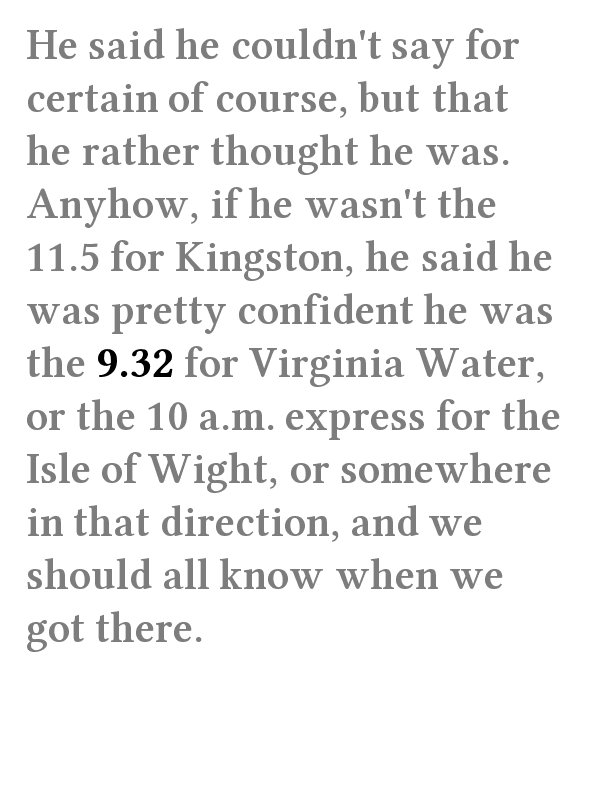 He said he couldn't say for
certain of course, but that
he rather thought he was.
Anyhow, if he wasn't the
11.5 for Kingston, he said he
was pretty confident he was
the 9.32 for Virginia Water,
or the 10 a.m. express for the
Isle of Wight, or somewhere
in that direction, and we
should all know when we
got there.